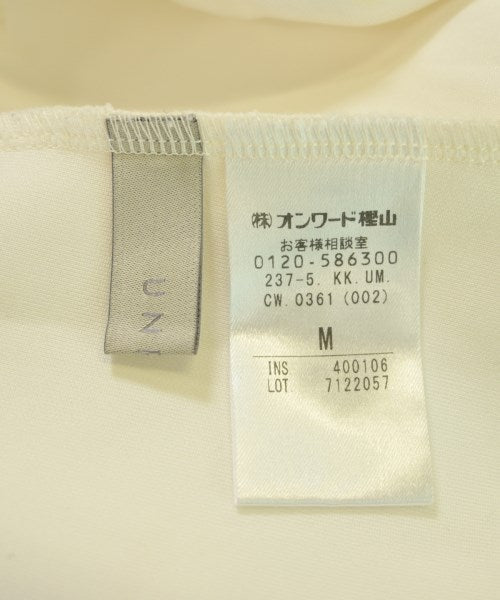 UN
(株)オンワード樫山
お客様相談室
0120-586300
237-5. KK. UM.
CW. 0361 (002)
M
INS 400106
LOT 7122057